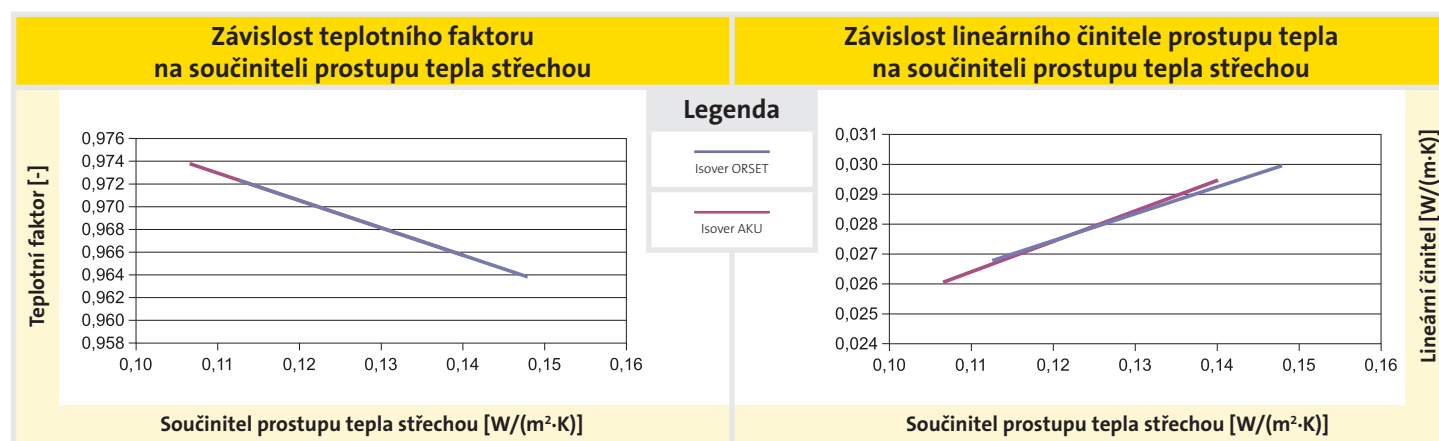 Závislost teplotního faktoru
na součiniteli prostupu tepla střechou
Teplotní faktor [-]
0,976
0,974
0,972
0,970
0,968
0,966
0,964
0,962
0,960
0,958
0,10 0,11 0,12 0,13 0,14 0,15 0,16
Součinitel prostupu tepla střechou [W/(m²·K)]
Legenda
Isover ORSET
Isover AKU
Závislost lineárního činitele prostupu tepla
na součiniteli prostupu tepla střechou
0,031
0,030
0,029
0,028
0,027
0,026
0,025
0,024
0,10 0,11 0,12 0,13 0,14 0,15 0,16
Lineární činitel [W/(m·K)]
Součinitel prostupu tepla střechou [W/(m²·K)]